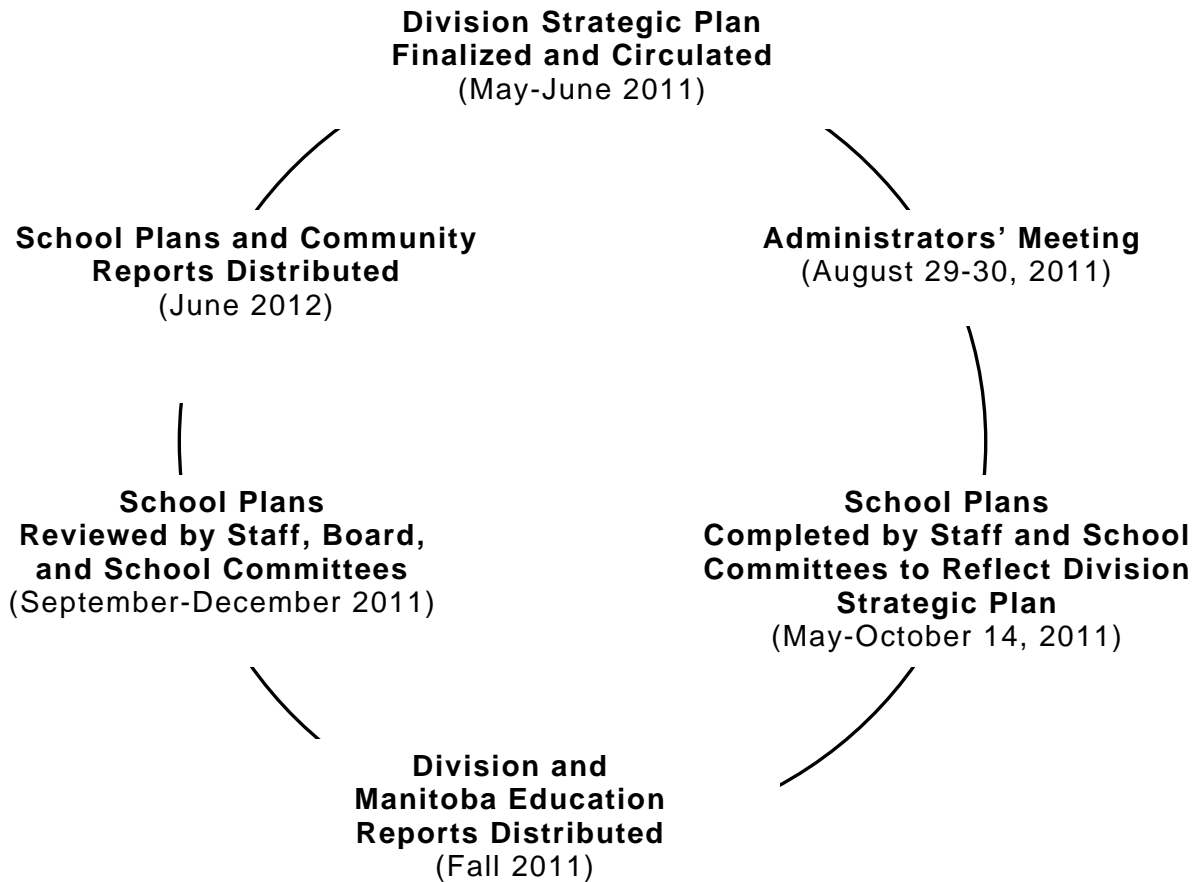 Division Strategic Plan
Finalized and Circulated
(May-June 2011)
Administrators’ Meeting
(August 29-30, 2011)
School Plans
Completed by Staff and School
Committees to Reflect Division
Strategic Plan
(May-October 14, 2011)
Division and
Manitoba Education
Reports Distributed
(Fall 2011)
School Plans
Reviewed by Staff, Board,
and School Committees
(September-December 2011)
School Plans and Community
Reports Distributed
(June 2012)